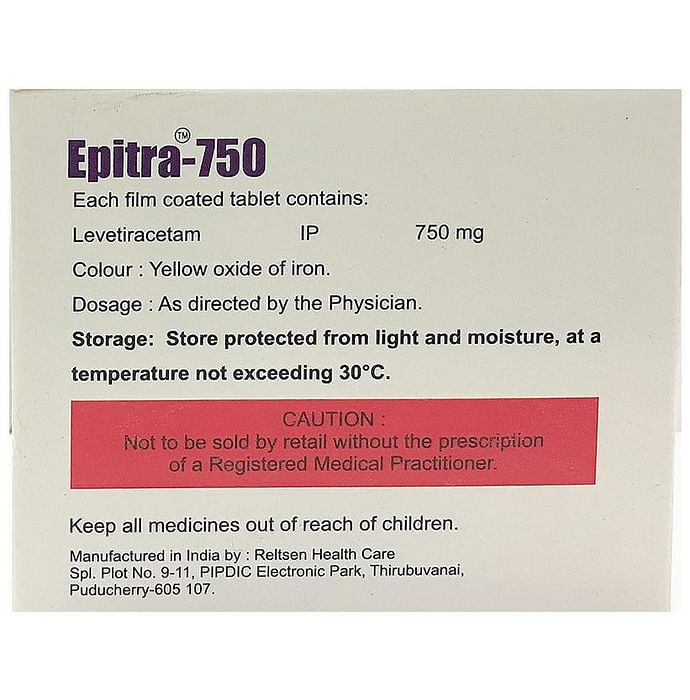 Epitra™-750
Each film coated tablet contains:
Levetiracetam IP 750 mg
Colour : Yellow oxide of iron.
Dosage : As directed by the Physician.
Storage: Store protected from light and moisture, at a
temperature not exceeding 30°C.
CAUTION :
Not to be sold by retail without the prescription
of a Registered Medical Practitioner.
Keep all medicines out of reach of children.
Manufactured in India by : Reltsen Health Care
Spl. Plot No. 9-11, PIPDIC Electronic Park, Thirubuvanai,
Puducherry-605 107.